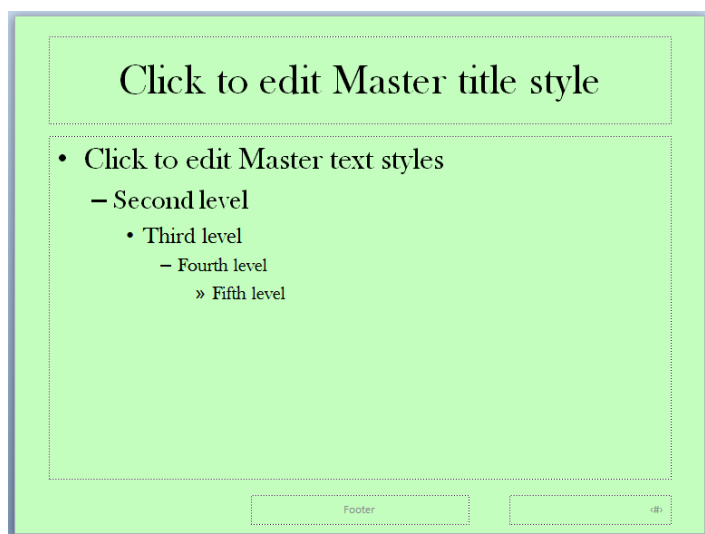 Click to edit Master title style
• Click to edit Master text styles
– Second level
• Third level
– Fourth level
» Fifth level
Footer
‹#›